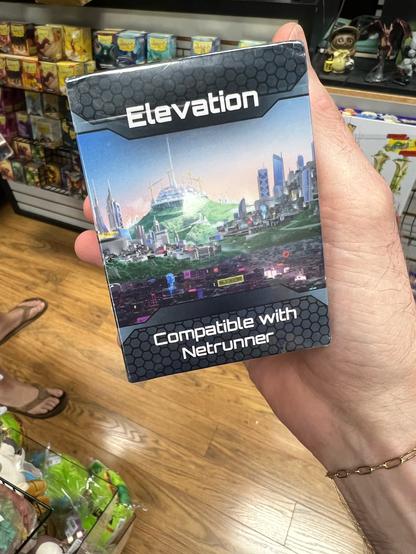 Elevation
Compatible with
Netrunner